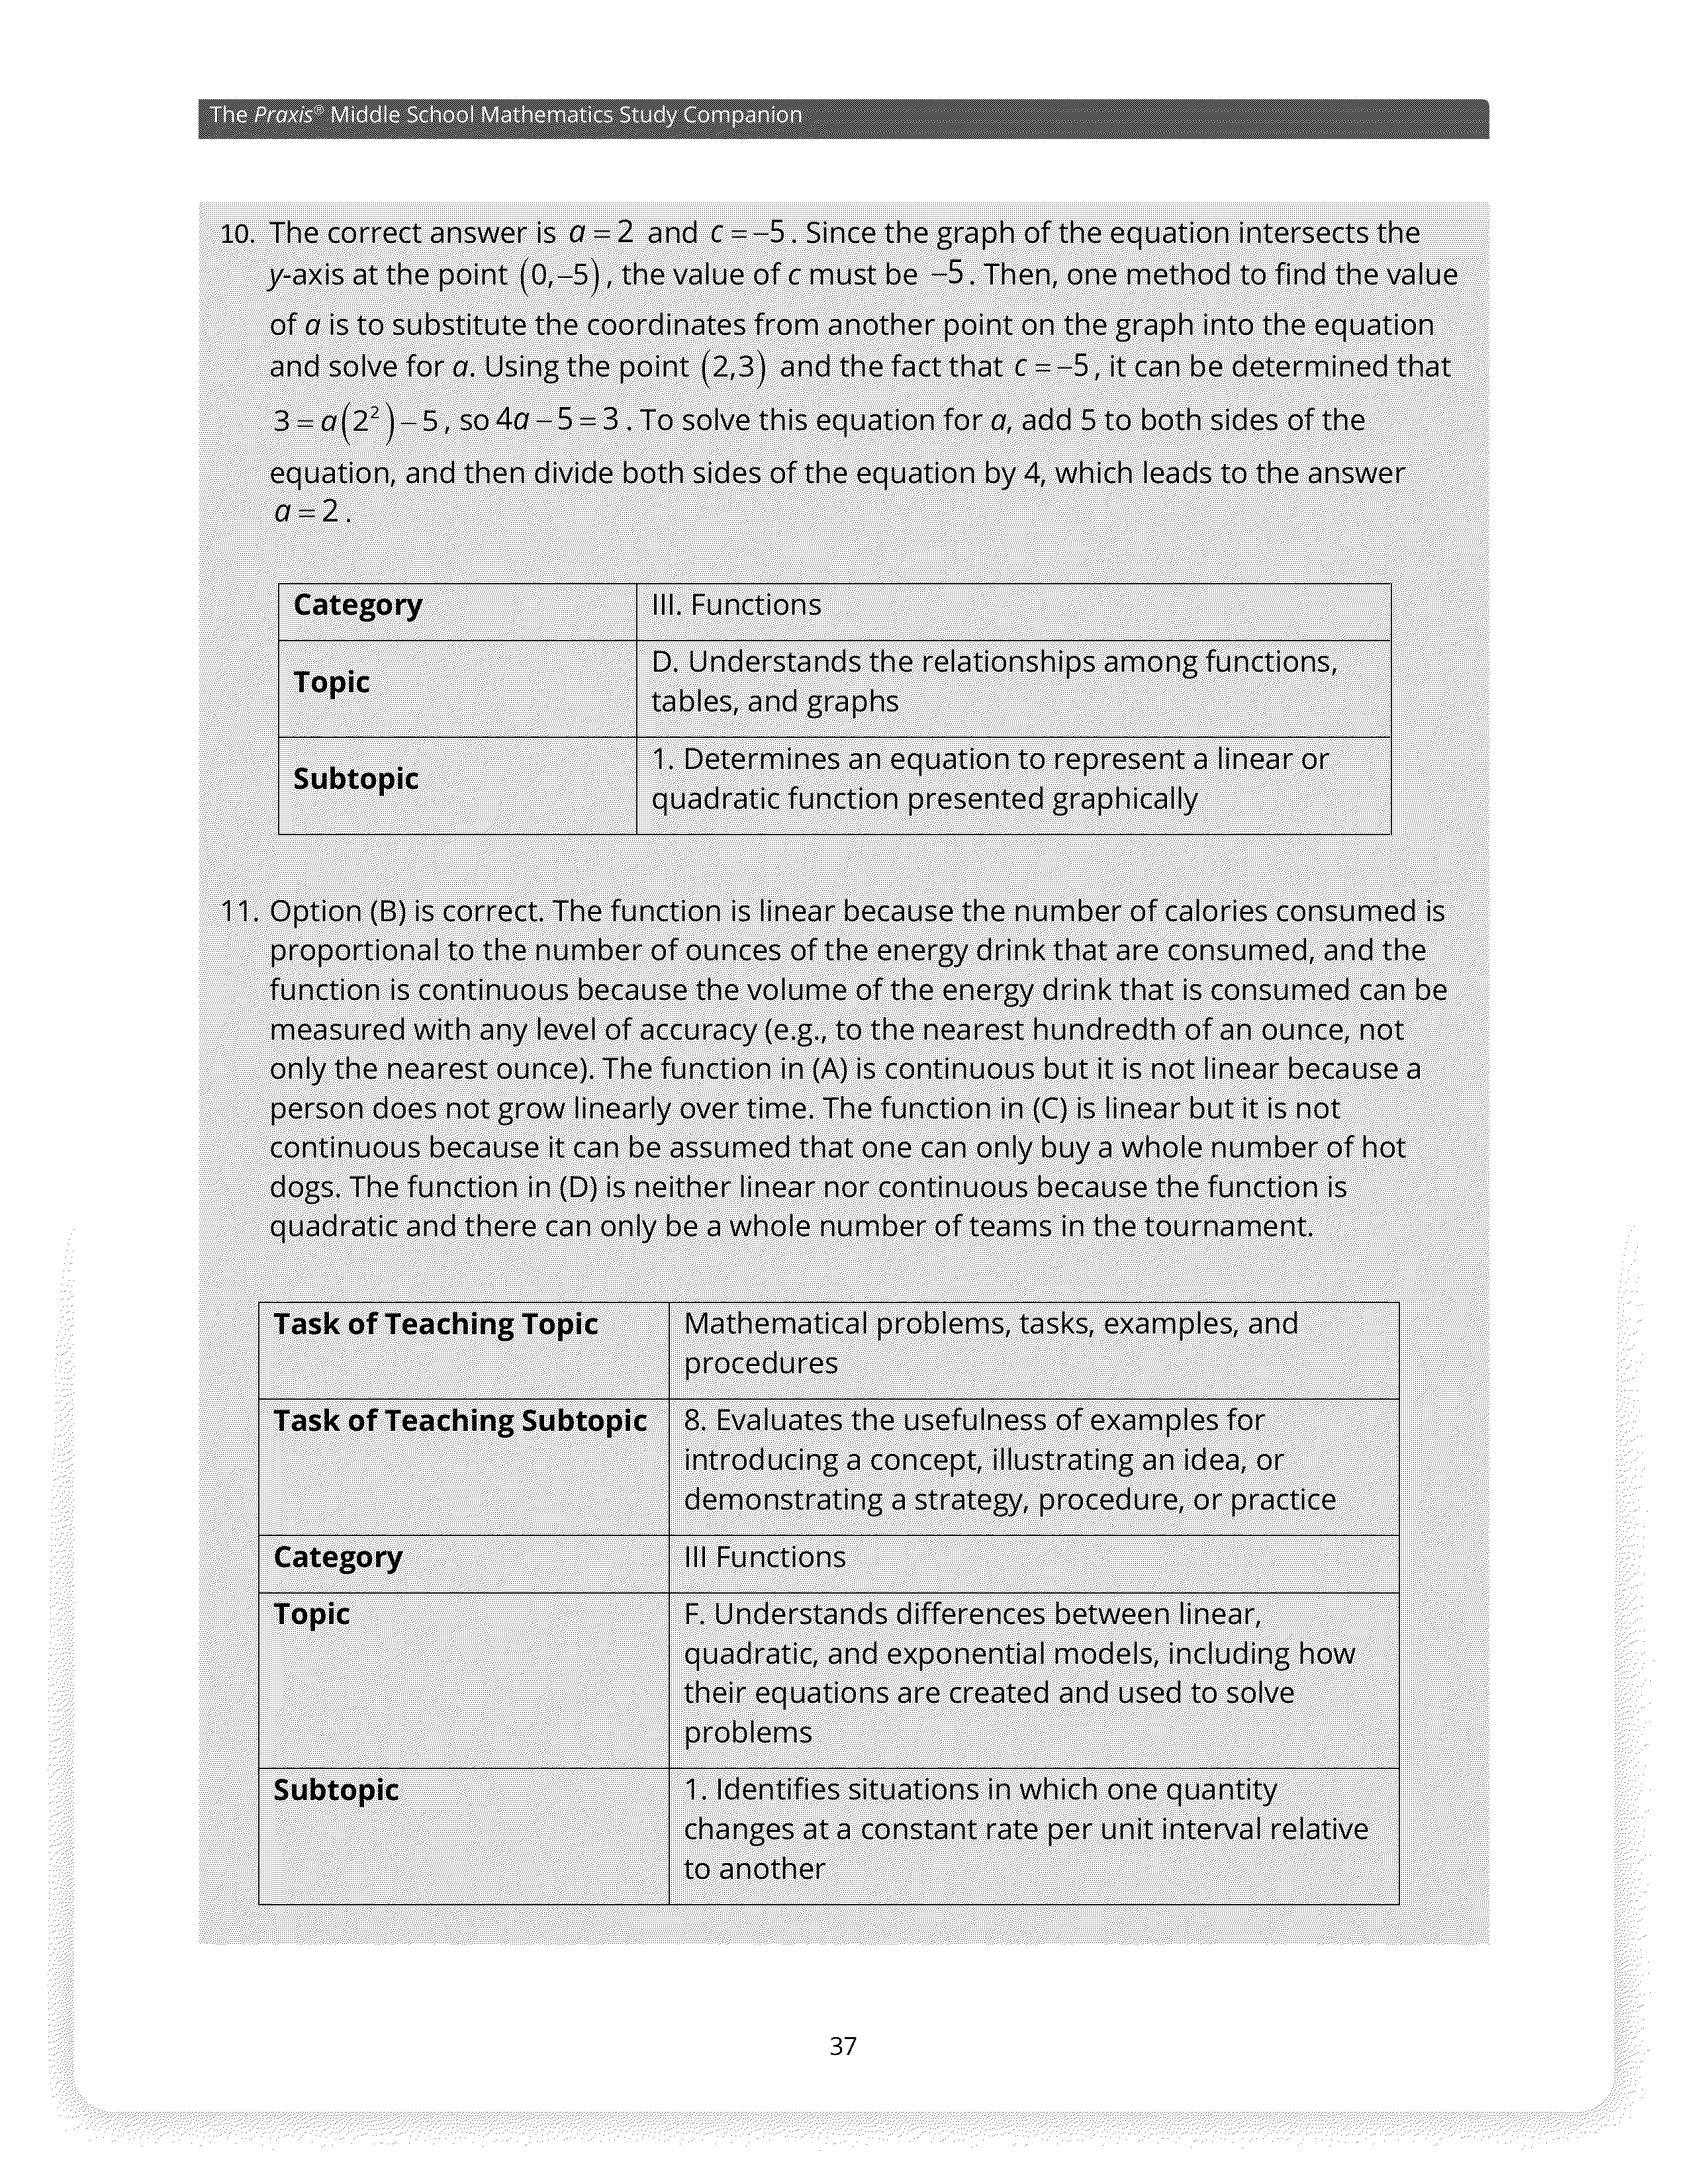 The Praxis® Middle School Mathematics Study Companion
10. The correct answer is a = 2 and c = −5. Since the graph of the equation intersects the
y-axis at the point (0,−5), the value of c must be −5. Then, one method to find the value
of a is to substitute the coordinates from another point on the graph into the equation
and solve for a. Using the point (2,3) and the fact that c = −5, it can be determined that
3 = a(2²) − 5, so 4a − 5 = 3. To solve this equation for a, add 5 to both sides of the
equation, and then divide both sides of the equation by 4, which leads to the answer
a = 2.
Category III. Functions
Topic D. Understands the relationships among functions,
tables, and graphs
Subtopic 1. Determines an equation to represent a linear or
quadratic function presented graphically
11. Option (B) is correct. The function is linear because the number of calories consumed is
proportional to the number of ounces of the energy drink that are consumed, and the
function is continuous because the volume of the energy drink that is consumed can be
measured with any level of accuracy (e.g., to the nearest hundredth of an ounce, not
only the nearest ounce). The function in (A) is continuous but it is not linear because a
person does not grow linearly over time. The function in (C) is linear but it is not
continuous because it can be assumed that one can only buy a whole number of hot
dogs. The function in (D) is neither linear nor continuous because the function is
quadratic and there can only be a whole number of teams in the tournament.
Task of Teaching Topic Mathematical problems, tasks, examples, and
procedures
Task of Teaching Subtopic 8. Evaluates the usefulness of examples for
introducing a concept, illustrating an idea, or
demonstrating a strategy, procedure, or practice
Category III Functions
Topic F. Understands differences between linear,
quadratic, and exponential models, including how
their equations are created and used to solve
problems
Subtopic 1. Identifies situations in which one quantity
changes at a constant rate per unit interval relative
to another
37